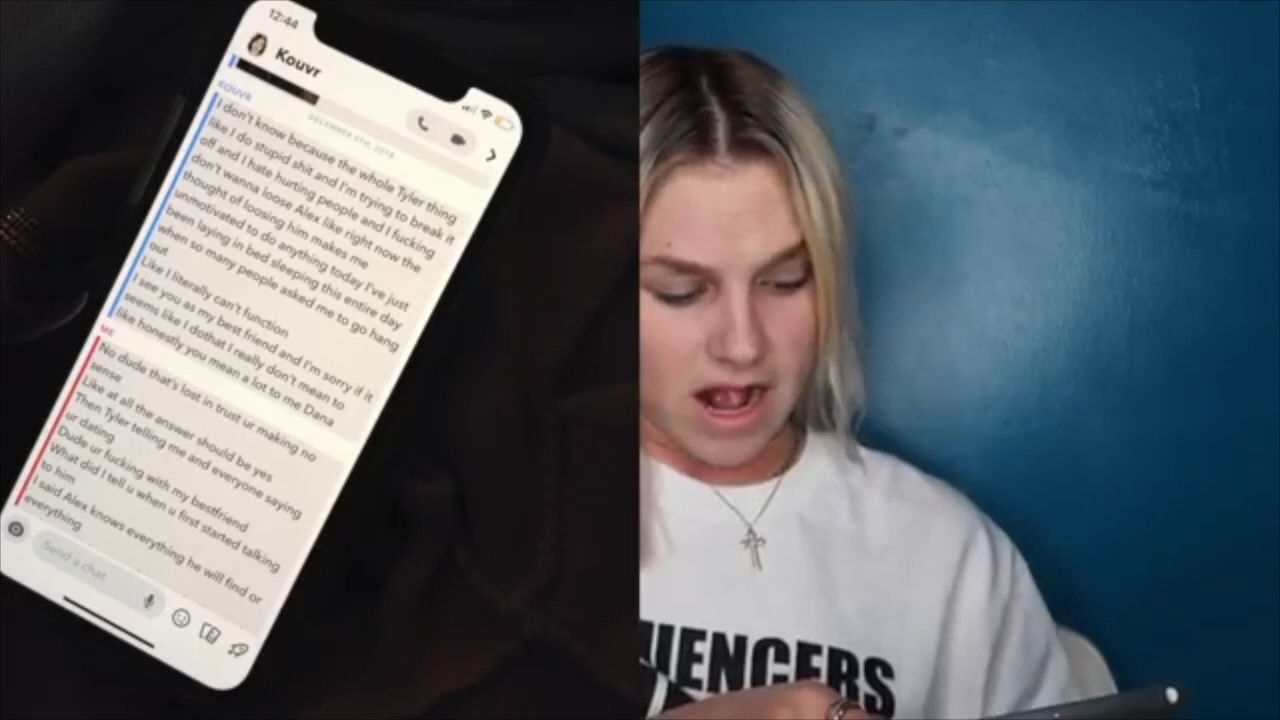 12:44
Kouvr
KOUVR
DECEMBER 5TH, 2018
I don't know because the whole Tyler thing
like I do stupid shit and I'm trying to break it
off and I hate hurting people and I fucking
don't wanna loose Alex like right now the
thought of loosing him makes me
unmotivated to do anything today I've just
been laying in bed sleeping this entire day
when so many people asked me to go hang
out
Like I literally can't function
I see you as my best friend and I'm sorry if it
seems like I dothat I really don't mean to
like honestly you mean a lot to me Dana
ME
No dude that's lost in trust ur making no
sense
Like at all the answer should be yes
Then Tyler telling me and everyone saying
ur dating
Dude ur fucking with my bestfriend
What did I tell u when u first started talking
to him
I said Alex knows everything he will find or
everything
Send a chat
UENCERS